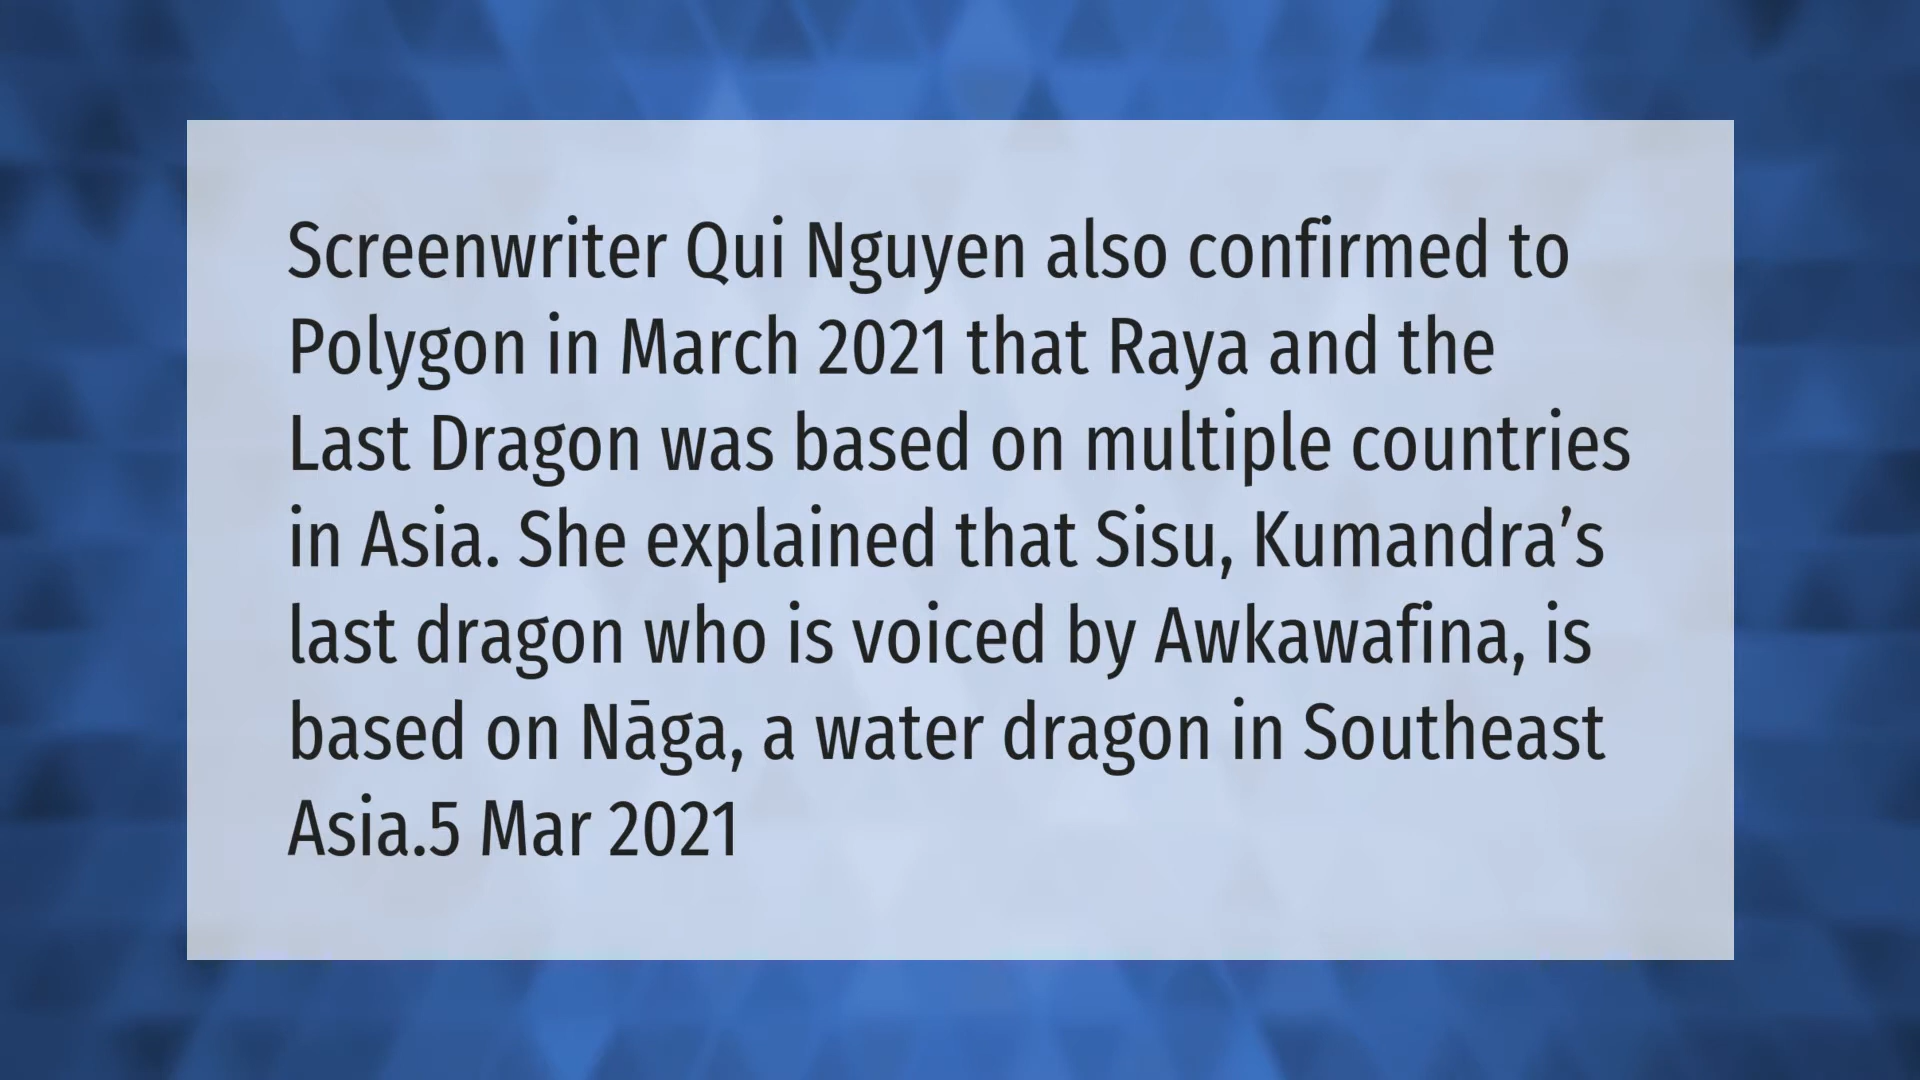 Screenwriter Qui Nguyen also confirmed to
Polygon in March 2021 that Raya and the
Last Dragon was based on multiple countries
in Asia. She explained that Sisu, Kumandra’s
last dragon who is voiced by Awkawafina, is
based on Nāga, a water dragon in Southeast
Asia.5 Mar 2021